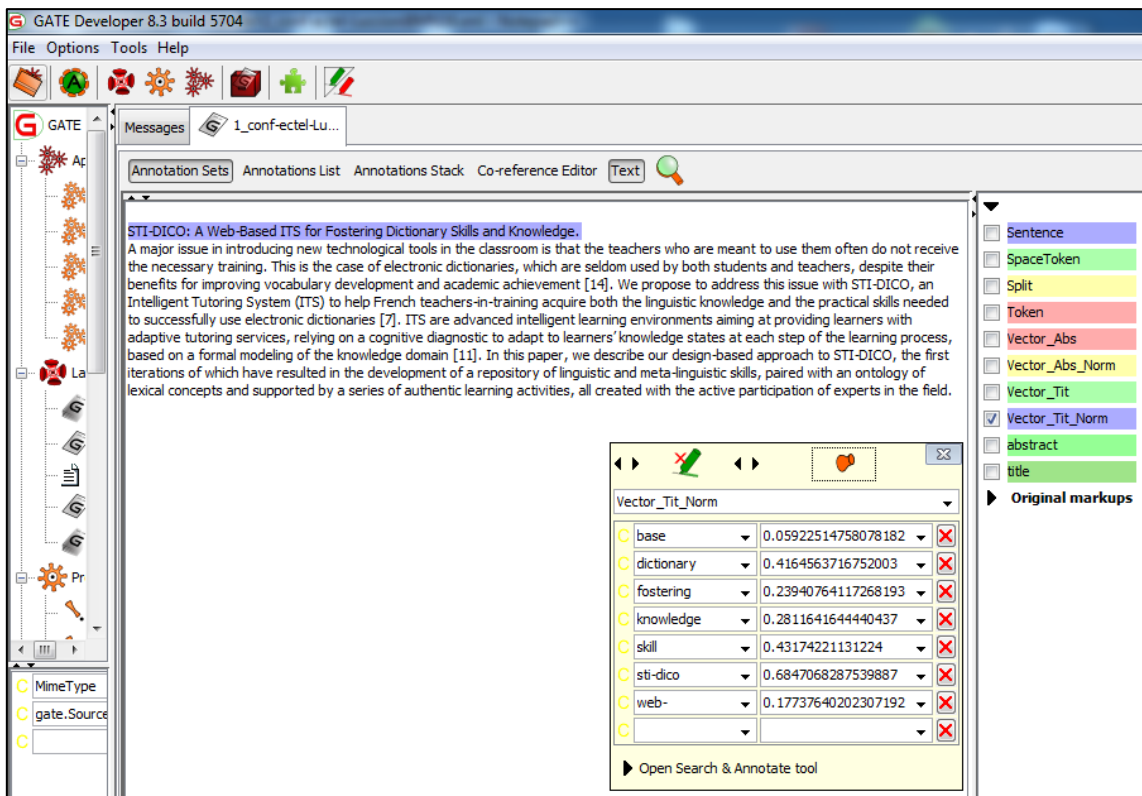 GATE Developer 8.3 build 5704
File Options Tools Help
GATE
Messages
1_conf-ectel-Lu...
Ap
Annotation Sets Annotations List Annotations Stack Co-reference Editor Text
STI-DICO: A Web-Based ITS for Fostering Dictionary Skills and Knowledge.
A major issue in introducing new technological tools in the classroom is that the teachers who are meant to use them often do not receive
the necessary training. This is the case of electronic dictionaries, which are seldom used by both students and teachers, despite their
benefits for improving vocabulary development and academic achievement [14]. We propose to address this issue with STI-DICO, an
Intelligent Tutoring System (ITS) to help French teachers-in-training acquire both the linguistic knowledge and the practical skills needed
to successfully use electronic dictionaries [7]. ITS are advanced intelligent learning environments aiming at providing learners with
adaptive tutoring services, relying on a cognitive diagnostic to adapt to learners' knowledge states at each step of the learning process,
based on a formal modeling of the knowledge domain [11]. In this paper, we describe our design-based approach to STI-DICO, the first
iterations of which have resulted in the development of a repository of linguistic and meta-linguistic skills, paired with an ontology of
lexical concepts and supported by a series of authentic learning activities, all created with the active participation of experts in the field.
La
Pr
C MimeType
C gate.Source
C
Vector_Tit_Norm
C base 0.05922514758078182
C dictionary 0.4164563716752003
C fostering 0.23940764117268193
C knowledge 0.2811641644440437
C skill 0.43174221131224
C sti-dico 0.6847068287539887
C web- 0.17737640202307192
C
Open Search & Annotate tool
Sentence
SpaceToken
Split
Token
Vector_Abs
Vector_Abs_Norm
Vector_Tit
Vector_Tit_Norm
abstract
title
Original markups